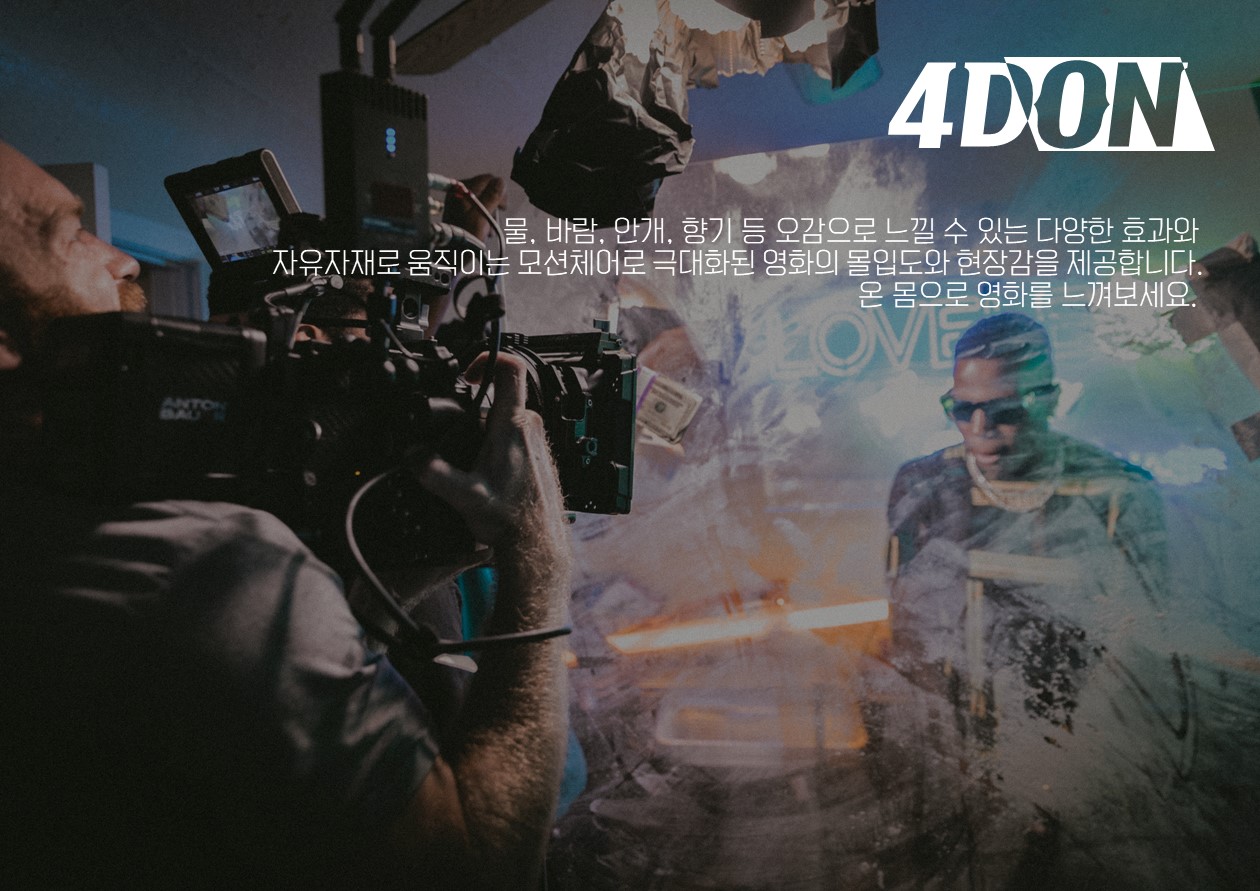 4DON
물, 바람, 안개, 향기 등 오감으로 느낄 수 있는 다양한 효과와
자유자재로 움직이는 모션체어로 극대화된 영화의 몰입도와 현장감을 제공합니다.
온 몸으로 영화를 느껴보세요.
LOVE
ANTON
BAU